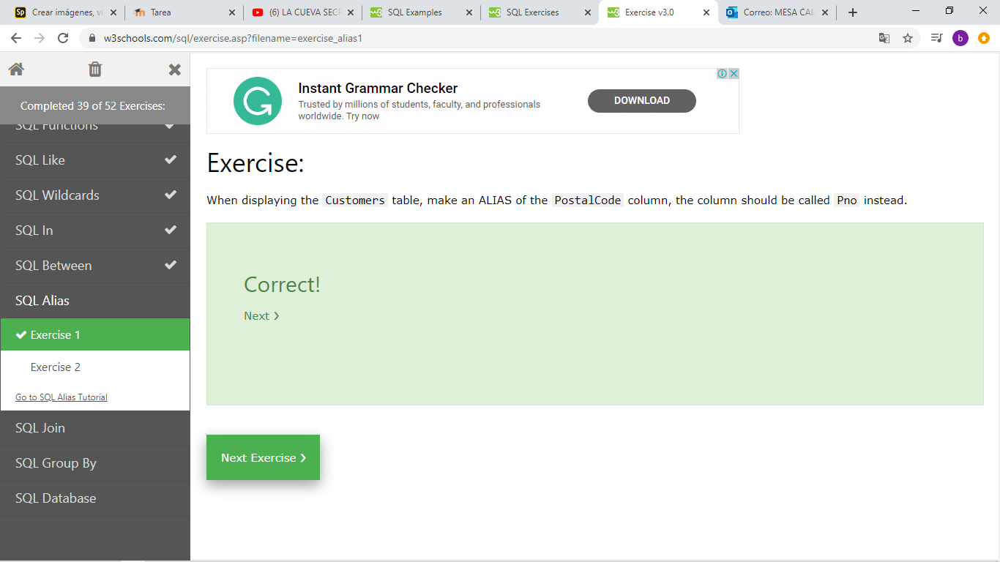 Sp Crear imágenes, ví
Tarea
(6) LA CUEVA SECR
SQL Examples
SQL Exercises
Exercise v3.0
Correo: MESA CAL
w3schools.com/sql/exercise.asp?filename=exercise_alias1
b
Completed 39 of 52 Exercises:
SQL Functions
SQL Like
SQL Wildcards
SQL In
SQL Between
SQL Alias
Exercise 1
Exercise 2
Go to SQL Alias Tutorial
SQL Join
SQL Group By
SQL Database
G
Instant Grammar Checker
Trusted by millions of students, faculty, and professionals
worldwide. Try now
DOWNLOAD
Exercise:
When displaying the Customers table, make an ALIAS of the PostalCode column, the column should be called Pno instead.
Correct!
Next ❯
Next Exercise ❯